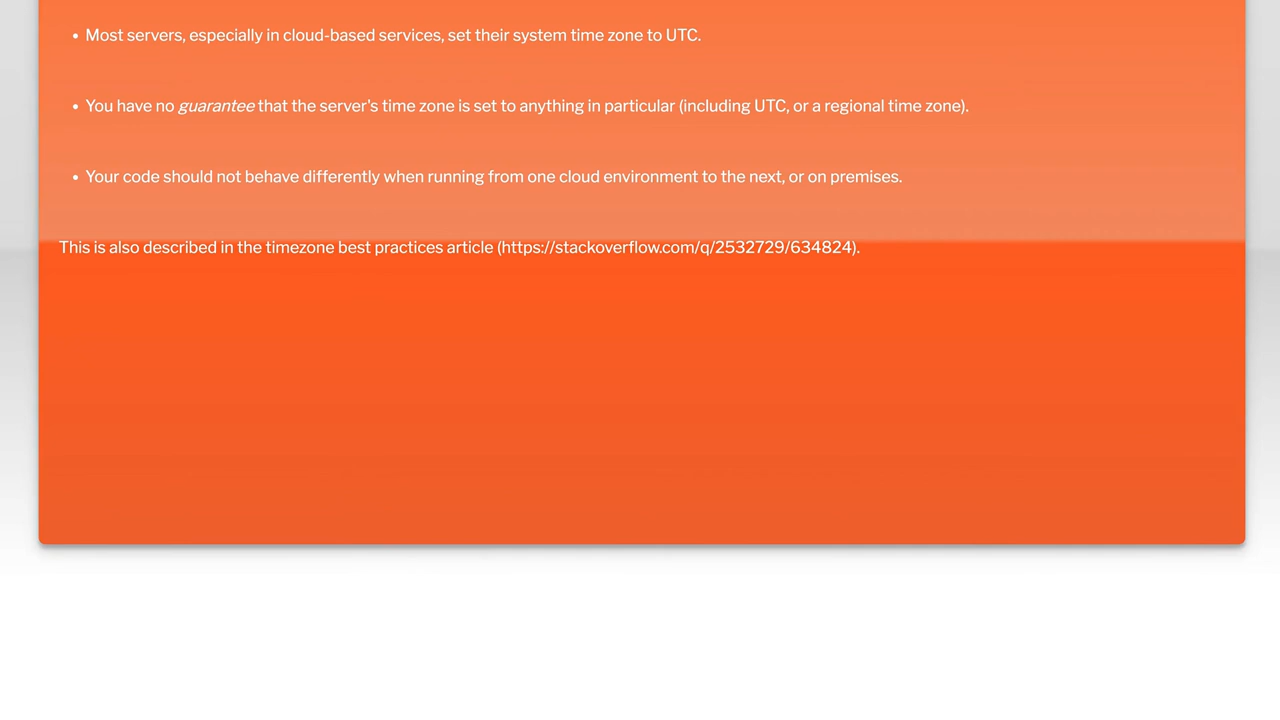 • Most servers, especially in cloud-based services, set their system time zone to UTC.
• You have no guarantee that the server's time zone is set to anything in particular (including UTC, or a regional time zone).
• Your code should not behave differently when running from one cloud environment to the next, or on premises.
This is also described in the timezone best practices article (https://stackoverflow.com/q/2532729/634824).